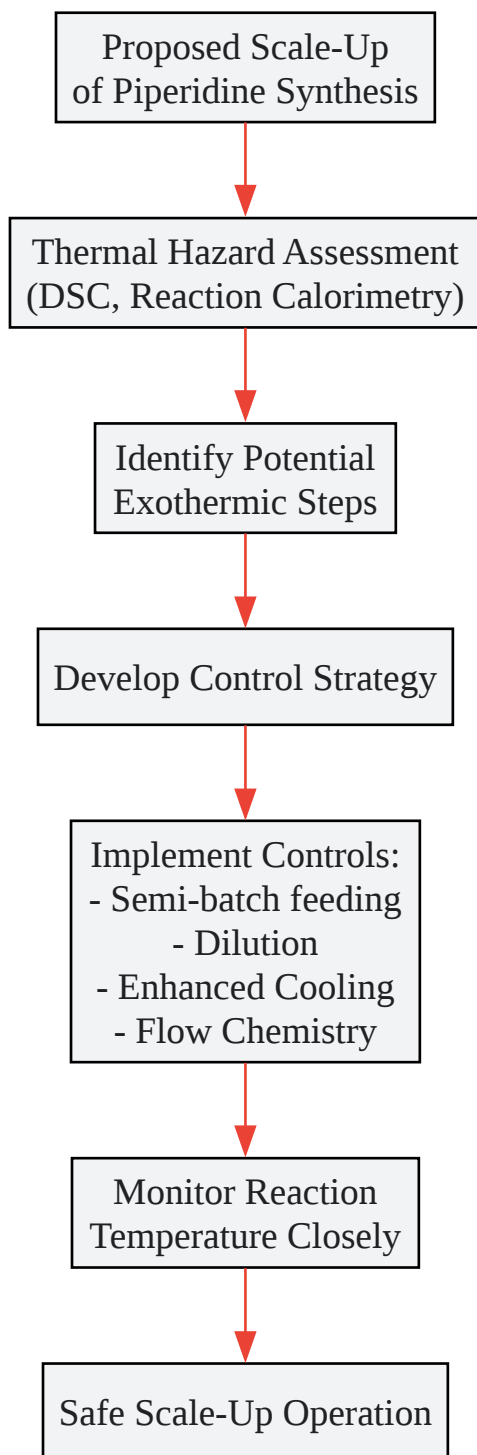 Proposed Scale-Up
of Piperidine Synthesis
Thermal Hazard Assessment
(DSC, Reaction Calorimetry)
Identify Potential
Exothermic Steps
Develop Control Strategy
Implement Controls:
- Semi-batch feeding
- Dilution
- Enhanced Cooling
- Flow Chemistry
Monitor Reaction
Temperature Closely
Safe Scale-Up Operation